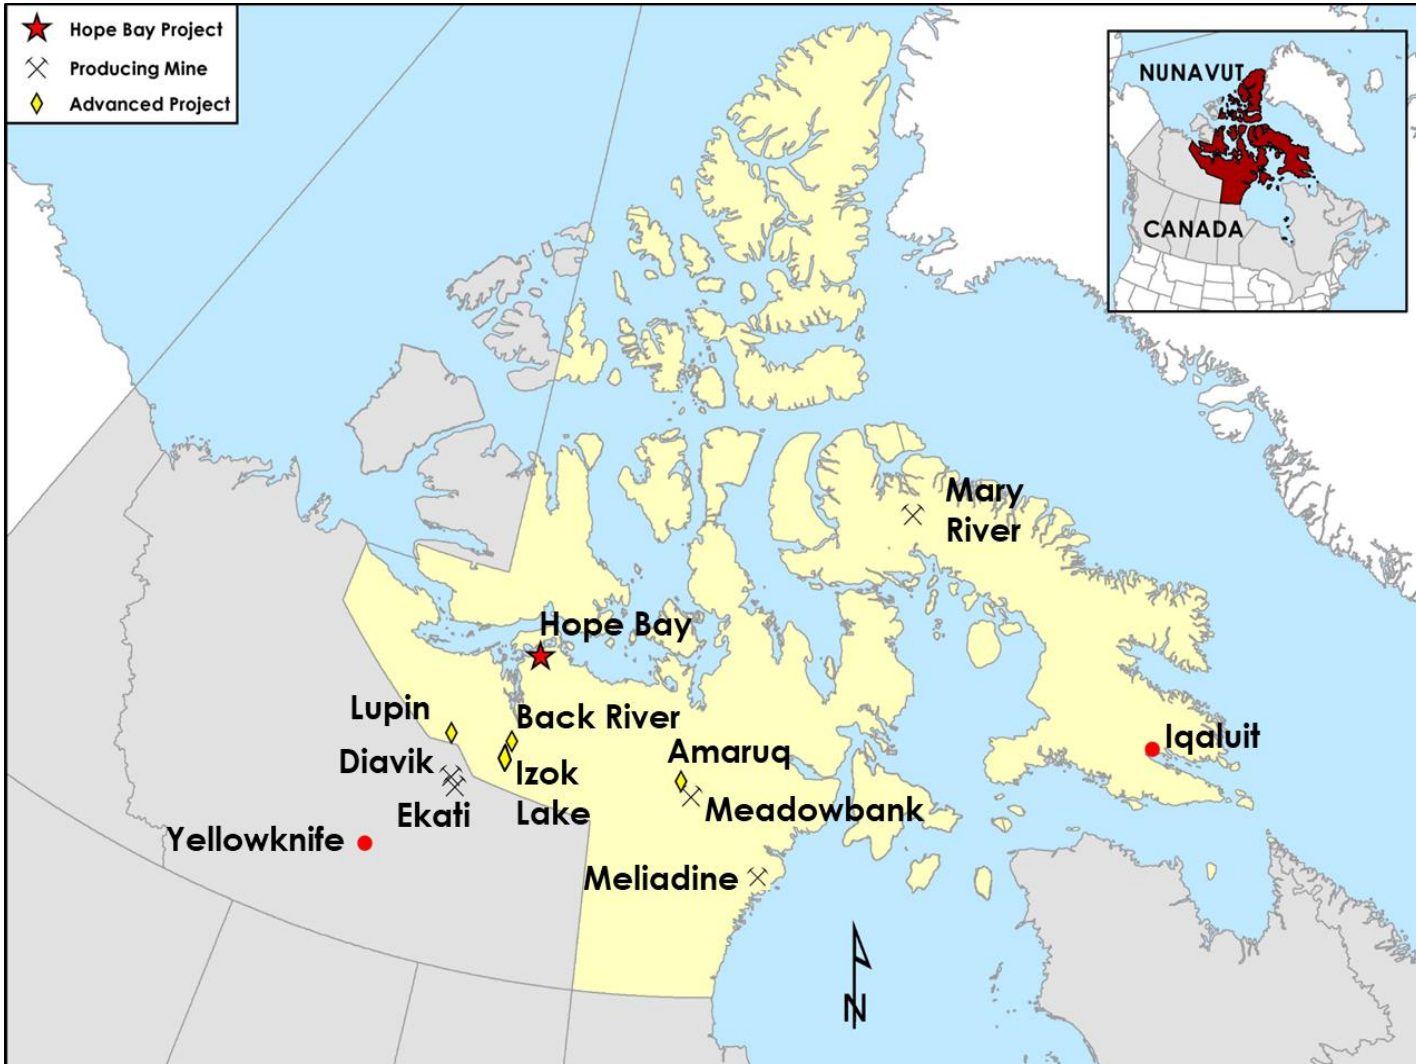 Hope Bay Project
Producing Mine
Advanced Project
NUNAVUT
CANADA
Mary
River
Hope Bay
Lupin
Back River
Diavik
Amaruq
Iqaluit
Izok
Lake
Ekati
Meadowbank
Yellowknife
Meliadine
N